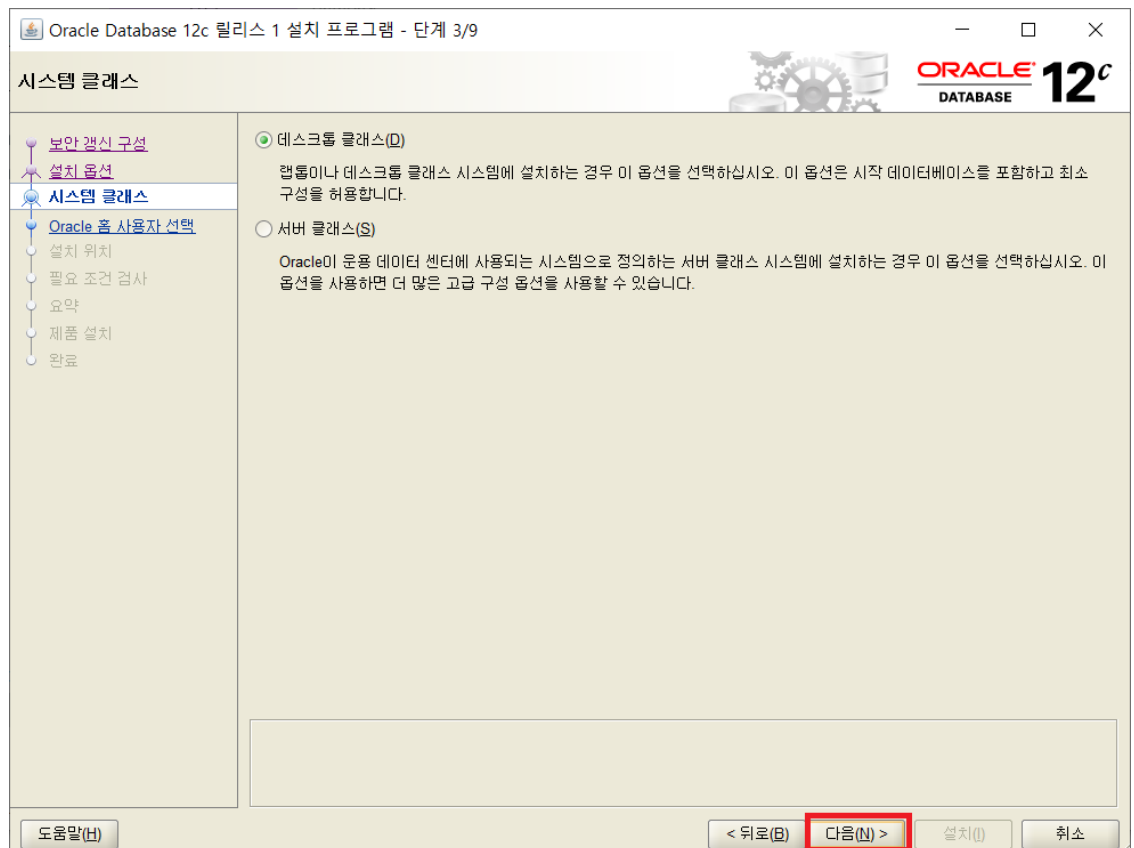 Oracle Database 12c 릴리스 1 설치 프로그램 - 단계 3/9
시스템 클래스
ORACLE 12c
DATABASE
보안 갱신 구성
설치 옵션
시스템 클래스
Oracle 홈 사용자 선택
설치 위치
필요 조건 검사
요약
제품 설치
완료
데스크톱 클래스(D)
랩톱이나 데스크톱 클래스 시스템에 설치하는 경우 이 옵션을 선택하십시오. 이 옵션은 시작 데이터베이스를 포함하고 최소
구성을 허용합니다.
서버 클래스(S)
Oracle이 운용 데이터 센터에 사용되는 시스템으로 정의하는 서버 클래스 시스템에 설치하는 경우 이 옵션을 선택하십시오. 이
옵션을 사용하면 더 많은 고급 구성 옵션을 사용할 수 있습니다.
도움말(H)
< 뒤로(B)
다음(N) >
설치(I)
취소